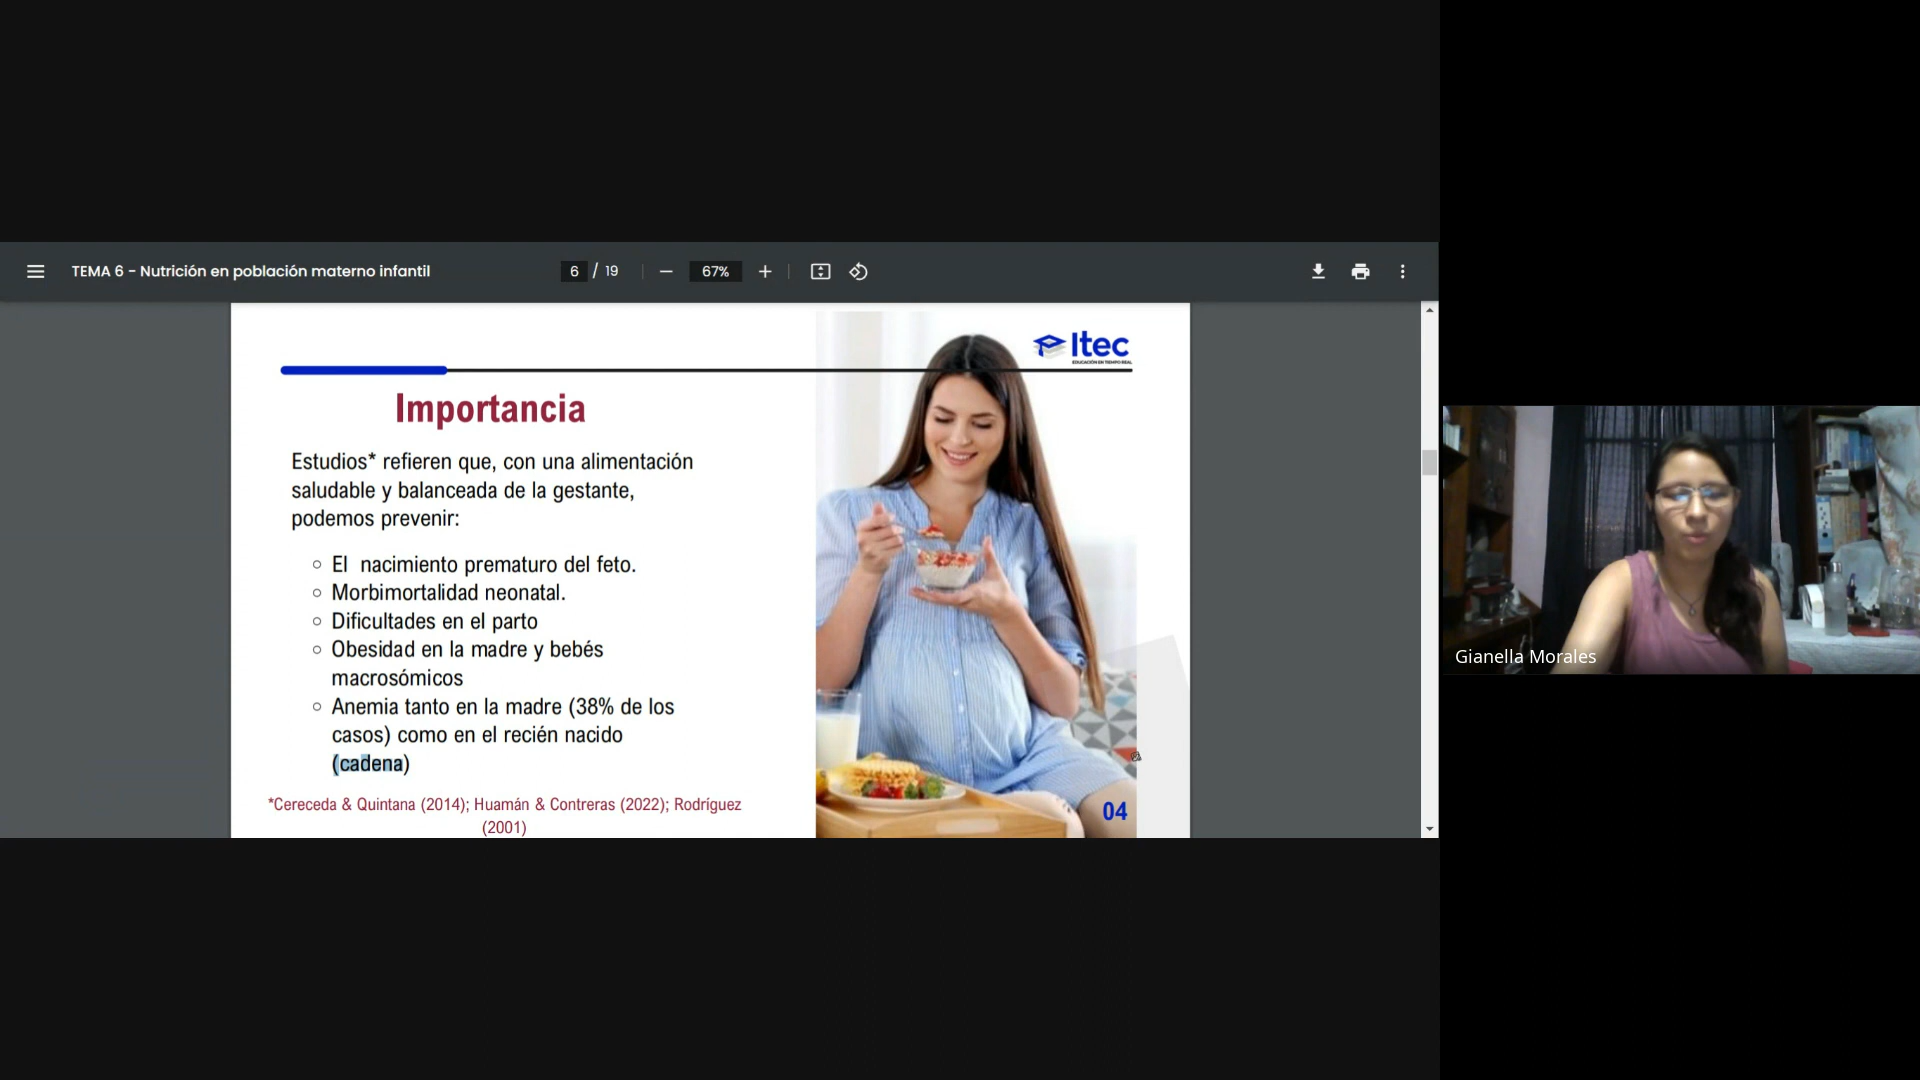 TEMA 6 - Nutrición en población materno infantil
6 / 19
67%
Itec
EDUCACIÓN EN TIEMPO REAL
Importancia
Estudios* refieren que, con una alimentación
saludable y balanceada de la gestante,
podemos prevenir:
El nacimiento prematuro del feto.
Morbimortalidad neonatal.
Dificultades en el parto
Obesidad en la madre y bebés
macrosómicos
Anemia tanto en la madre (38% de los
casos) como en el recién nacido
(cadena)
*Cereceda & Quintana (2014); Huamán & Contreras (2022); Rodríguez
(2001)
04
Gianella Morales